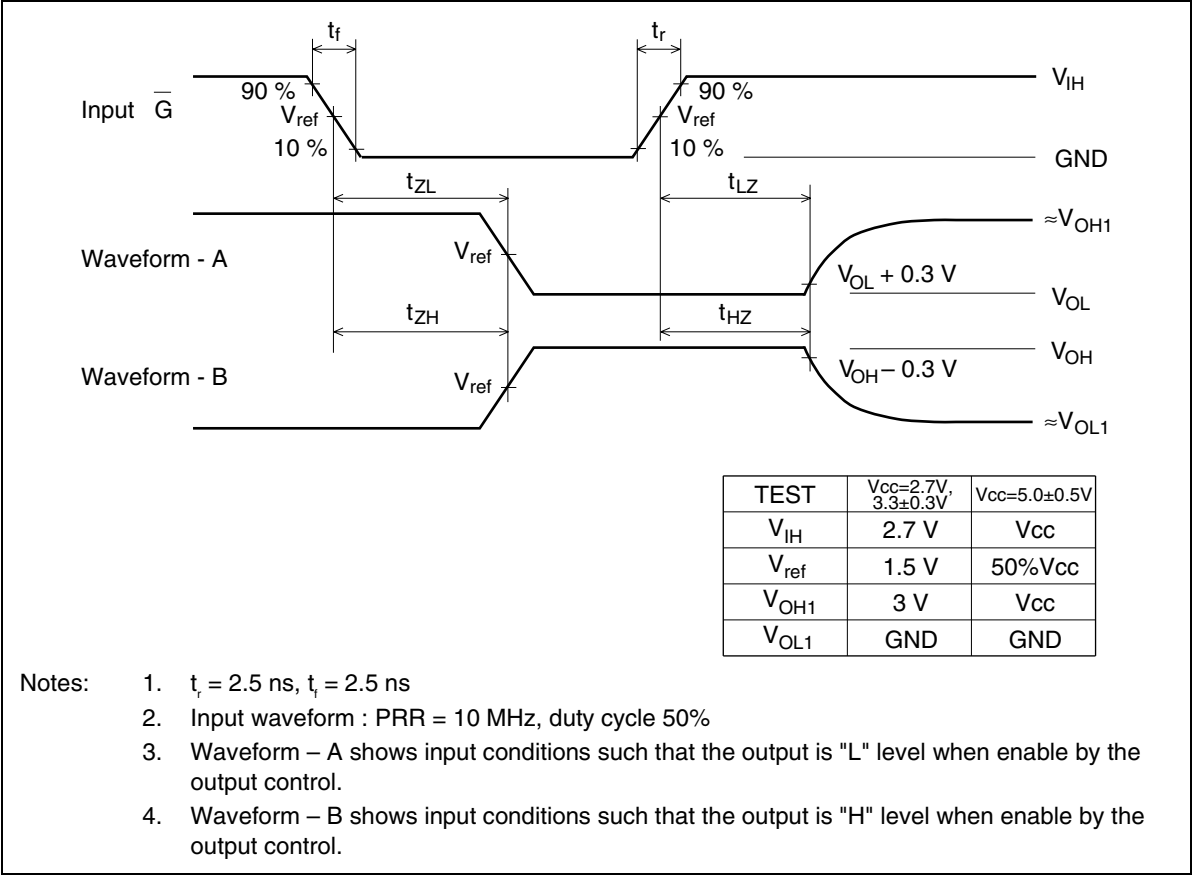 tf tr
90 % 90 % VIH
Input G
Vref Vref
10 % 10 % GND
tZL tLZ
≈VOH1
Waveform - A Vref
VOL + 0.3 V
VOL
tZH tHZ
VOH
Waveform - B Vref
VOH – 0.3 V
≈VOL1
TEST Vcc=2.7V, 3.3±0.3V Vcc=5.0±0.5V
VIH 2.7 V Vcc
Vref 1.5 V 50%Vcc
VOH1 3 V Vcc
VOL1 GND GND
Notes: 1. tr = 2.5 ns, tf = 2.5 ns
2. Input waveform : PRR = 10 MHz, duty cycle 50%
3. Waveform – A shows input conditions such that the output is "L" level when enable by the
output control.
4. Waveform – B shows input conditions such that the output is "H" level when enable by the
output control.